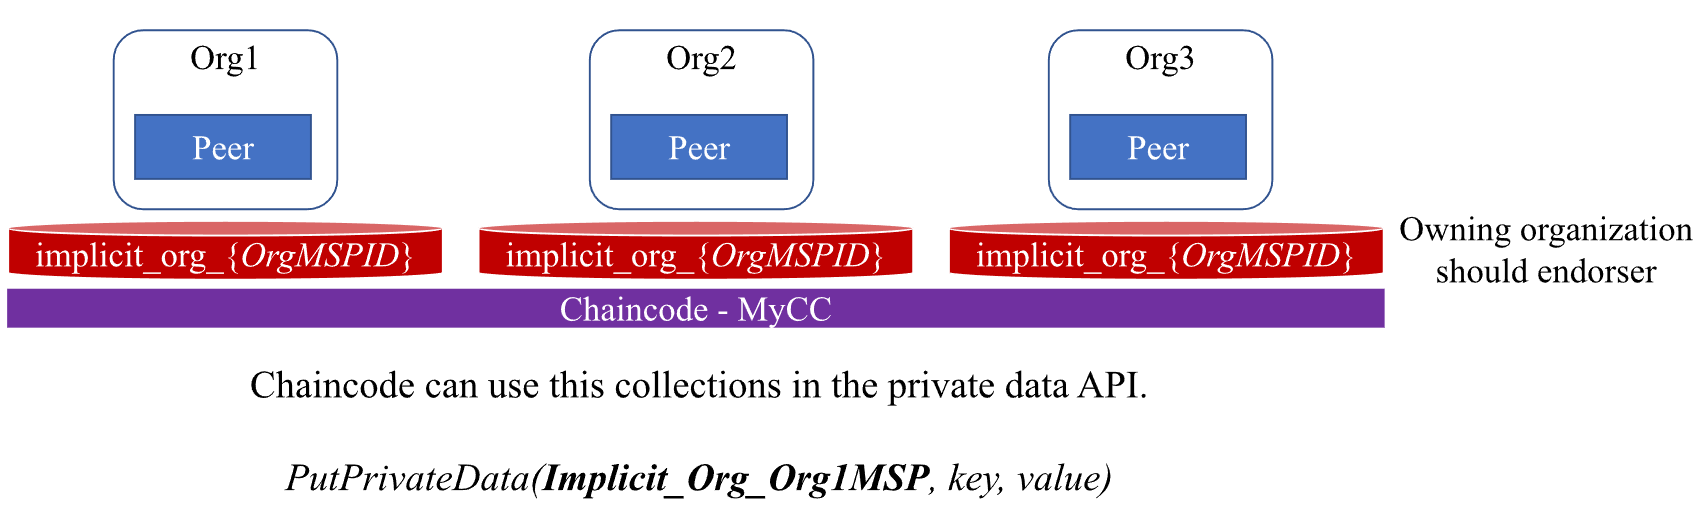 Org1
Org2
Org3
Peer
Peer
Peer
implicit_org_{OrgMSPID}
implicit_org_{OrgMSPID}
implicit_org_{OrgMSPID}
Owning organization
should endorser
Chaincode - MyCC
Chaincode can use this collections in the private data API.
PutPrivateData(Implicit_Org_Org1MSP, key, value)